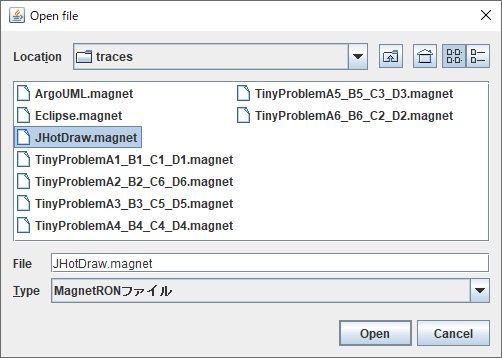 Open file
Location traces
ArgoUML.magnet
Eclipse.magnet
JHotDraw.magnet
TinyProblemA1_B1_C1_D1.magnet
TinyProblemA2_B2_C6_D6.magnet
TinyProblemA3_B3_C5_D5.magnet
TinyProblemA4_B4_C4_D4.magnet
TinyProblemA5_B5_C3_D3.magnet
TinyProblemA6_B6_C2_D2.magnet
File JHotDraw.magnet
Type MagnetRONファイル
Open Cancel